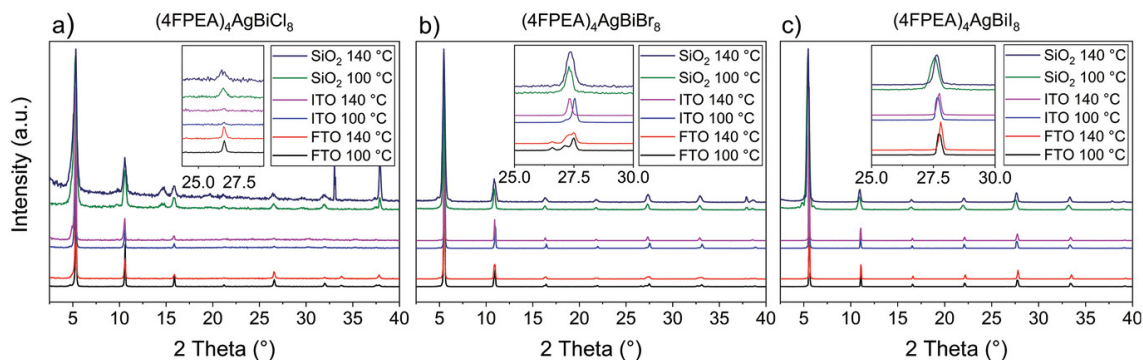 a) (4FPEA)₄AgBiCl₈
SiO₂ 140 °C
SiO₂ 100 °C
ITO 140 °C
ITO 100 °C
FTO 140 °C
FTO 100 °C
25.0 27.5
Intensity (a.u.)
5 10 15 20 25 30 35 40
2 Theta (°)
b) (4FPEA)₄AgBiBr₈
SiO₂ 140 °C
SiO₂ 100 °C
ITO 140 °C
ITO 100 °C
FTO 140 °C
FTO 100 °C
25.0 27.5 30.0
5 10 15 20 25 30 35 40
2 Theta (°)
c) (4FPEA)₄AgBiI₈
SiO₂ 140 °C
SiO₂ 100 °C
ITO 140 °C
ITO 100 °C
FTO 140 °C
FTO 100 °C
25.0 27.5 30.0
5 10 15 20 25 30 35 40
2 Theta (°)